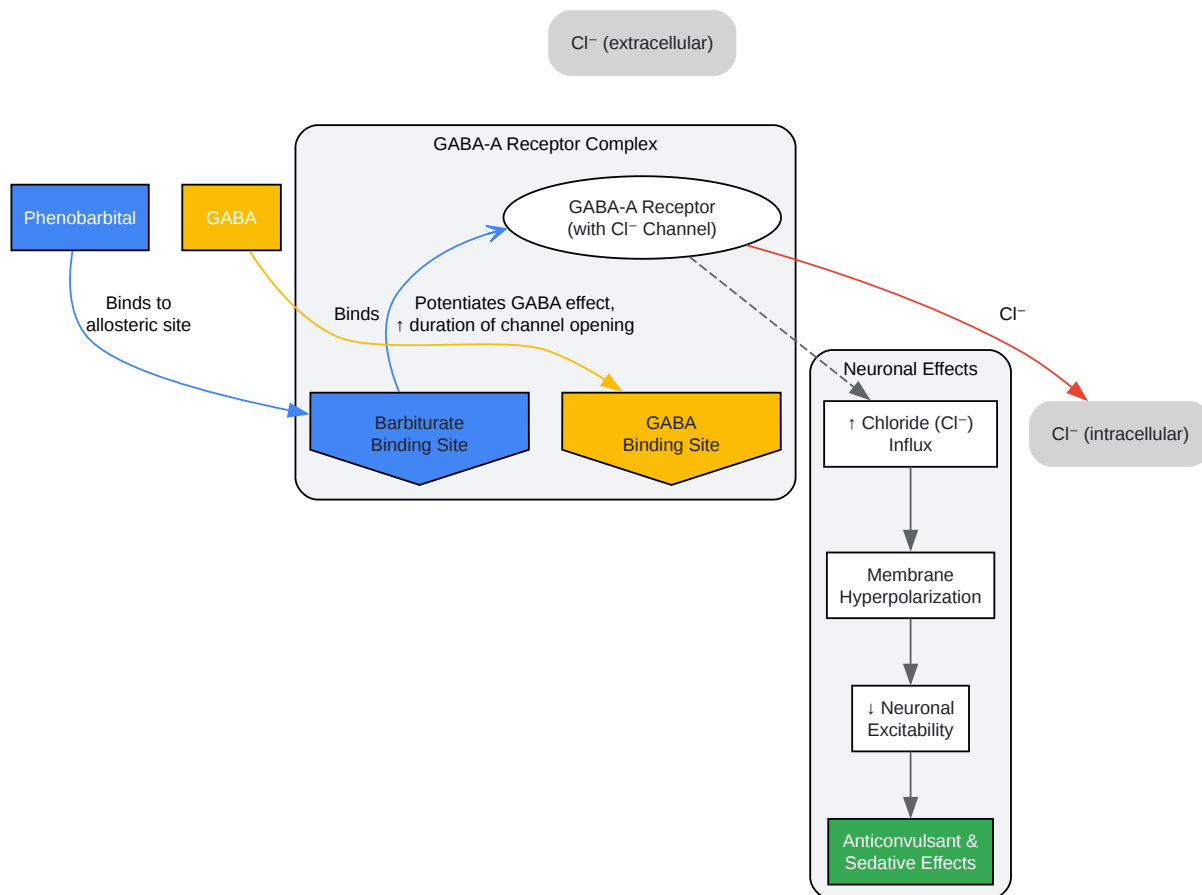 Cl⁻ (extracellular)
GABA-A Receptor Complex
Phenobarbital
GABA
GABA-A Receptor
(with Cl⁻ Channel)
Binds to
allosteric site
Binds
Potentiates GABA effect,
↑ duration of channel opening
Cl⁻
Barbiturate
Binding Site
GABA
Binding Site
Neuronal Effects
↑ Chloride (Cl⁻)
Influx
Cl⁻ (intracellular)
Membrane
Hyperpolarization
↓ Neuronal
Excitability
Anticonvulsant &
Sedative Effects